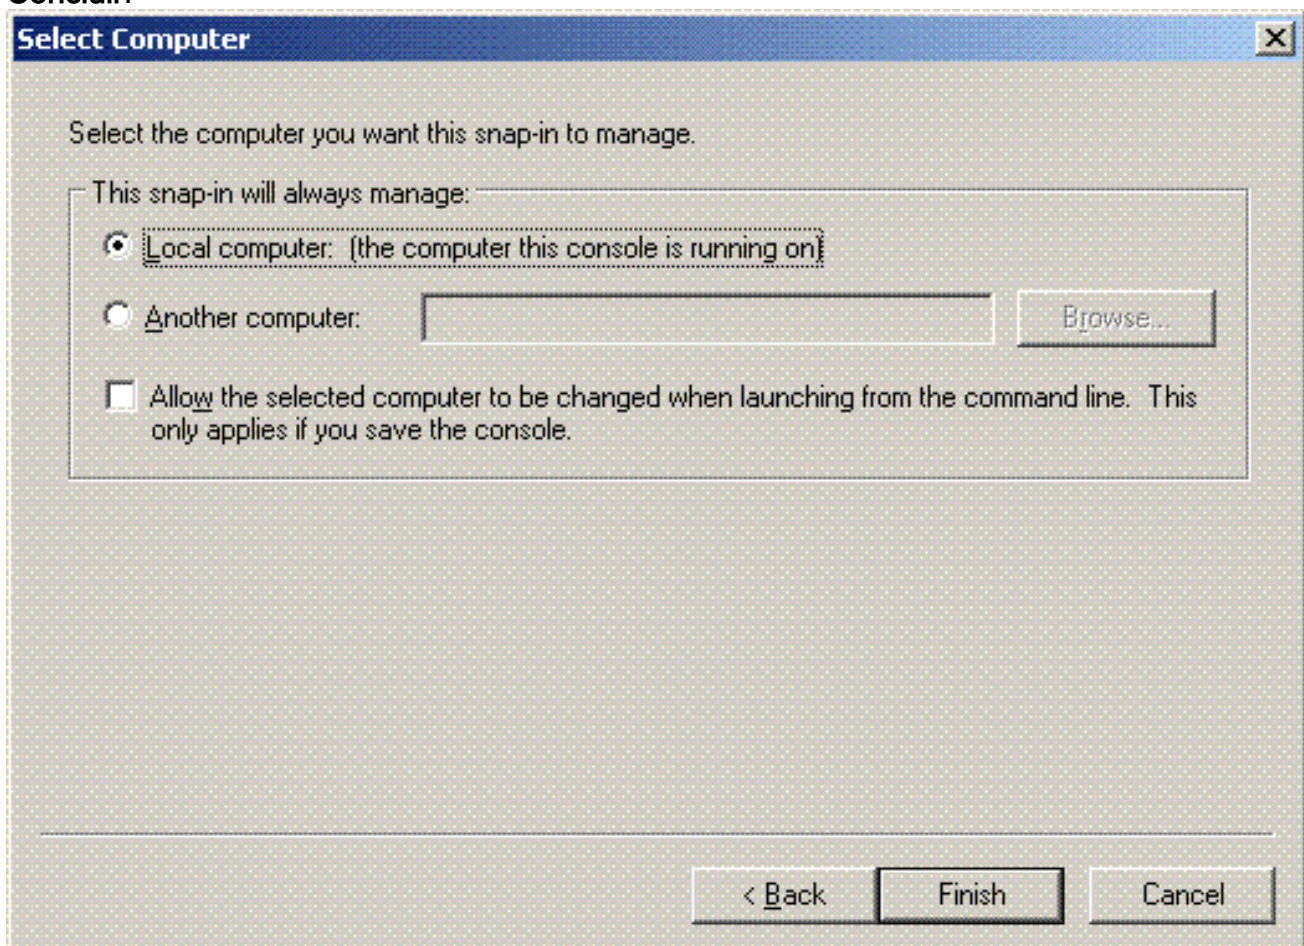 Select Computer
Select the computer you want this snap-in to manage.
This snap-in will always manage:
Local computer: (the computer this console is running on)
Another computer:
Browse...
Allow the selected computer to be changed when launching from the command line. This
only applies if you save the console.
< Back
Finish
Cancel